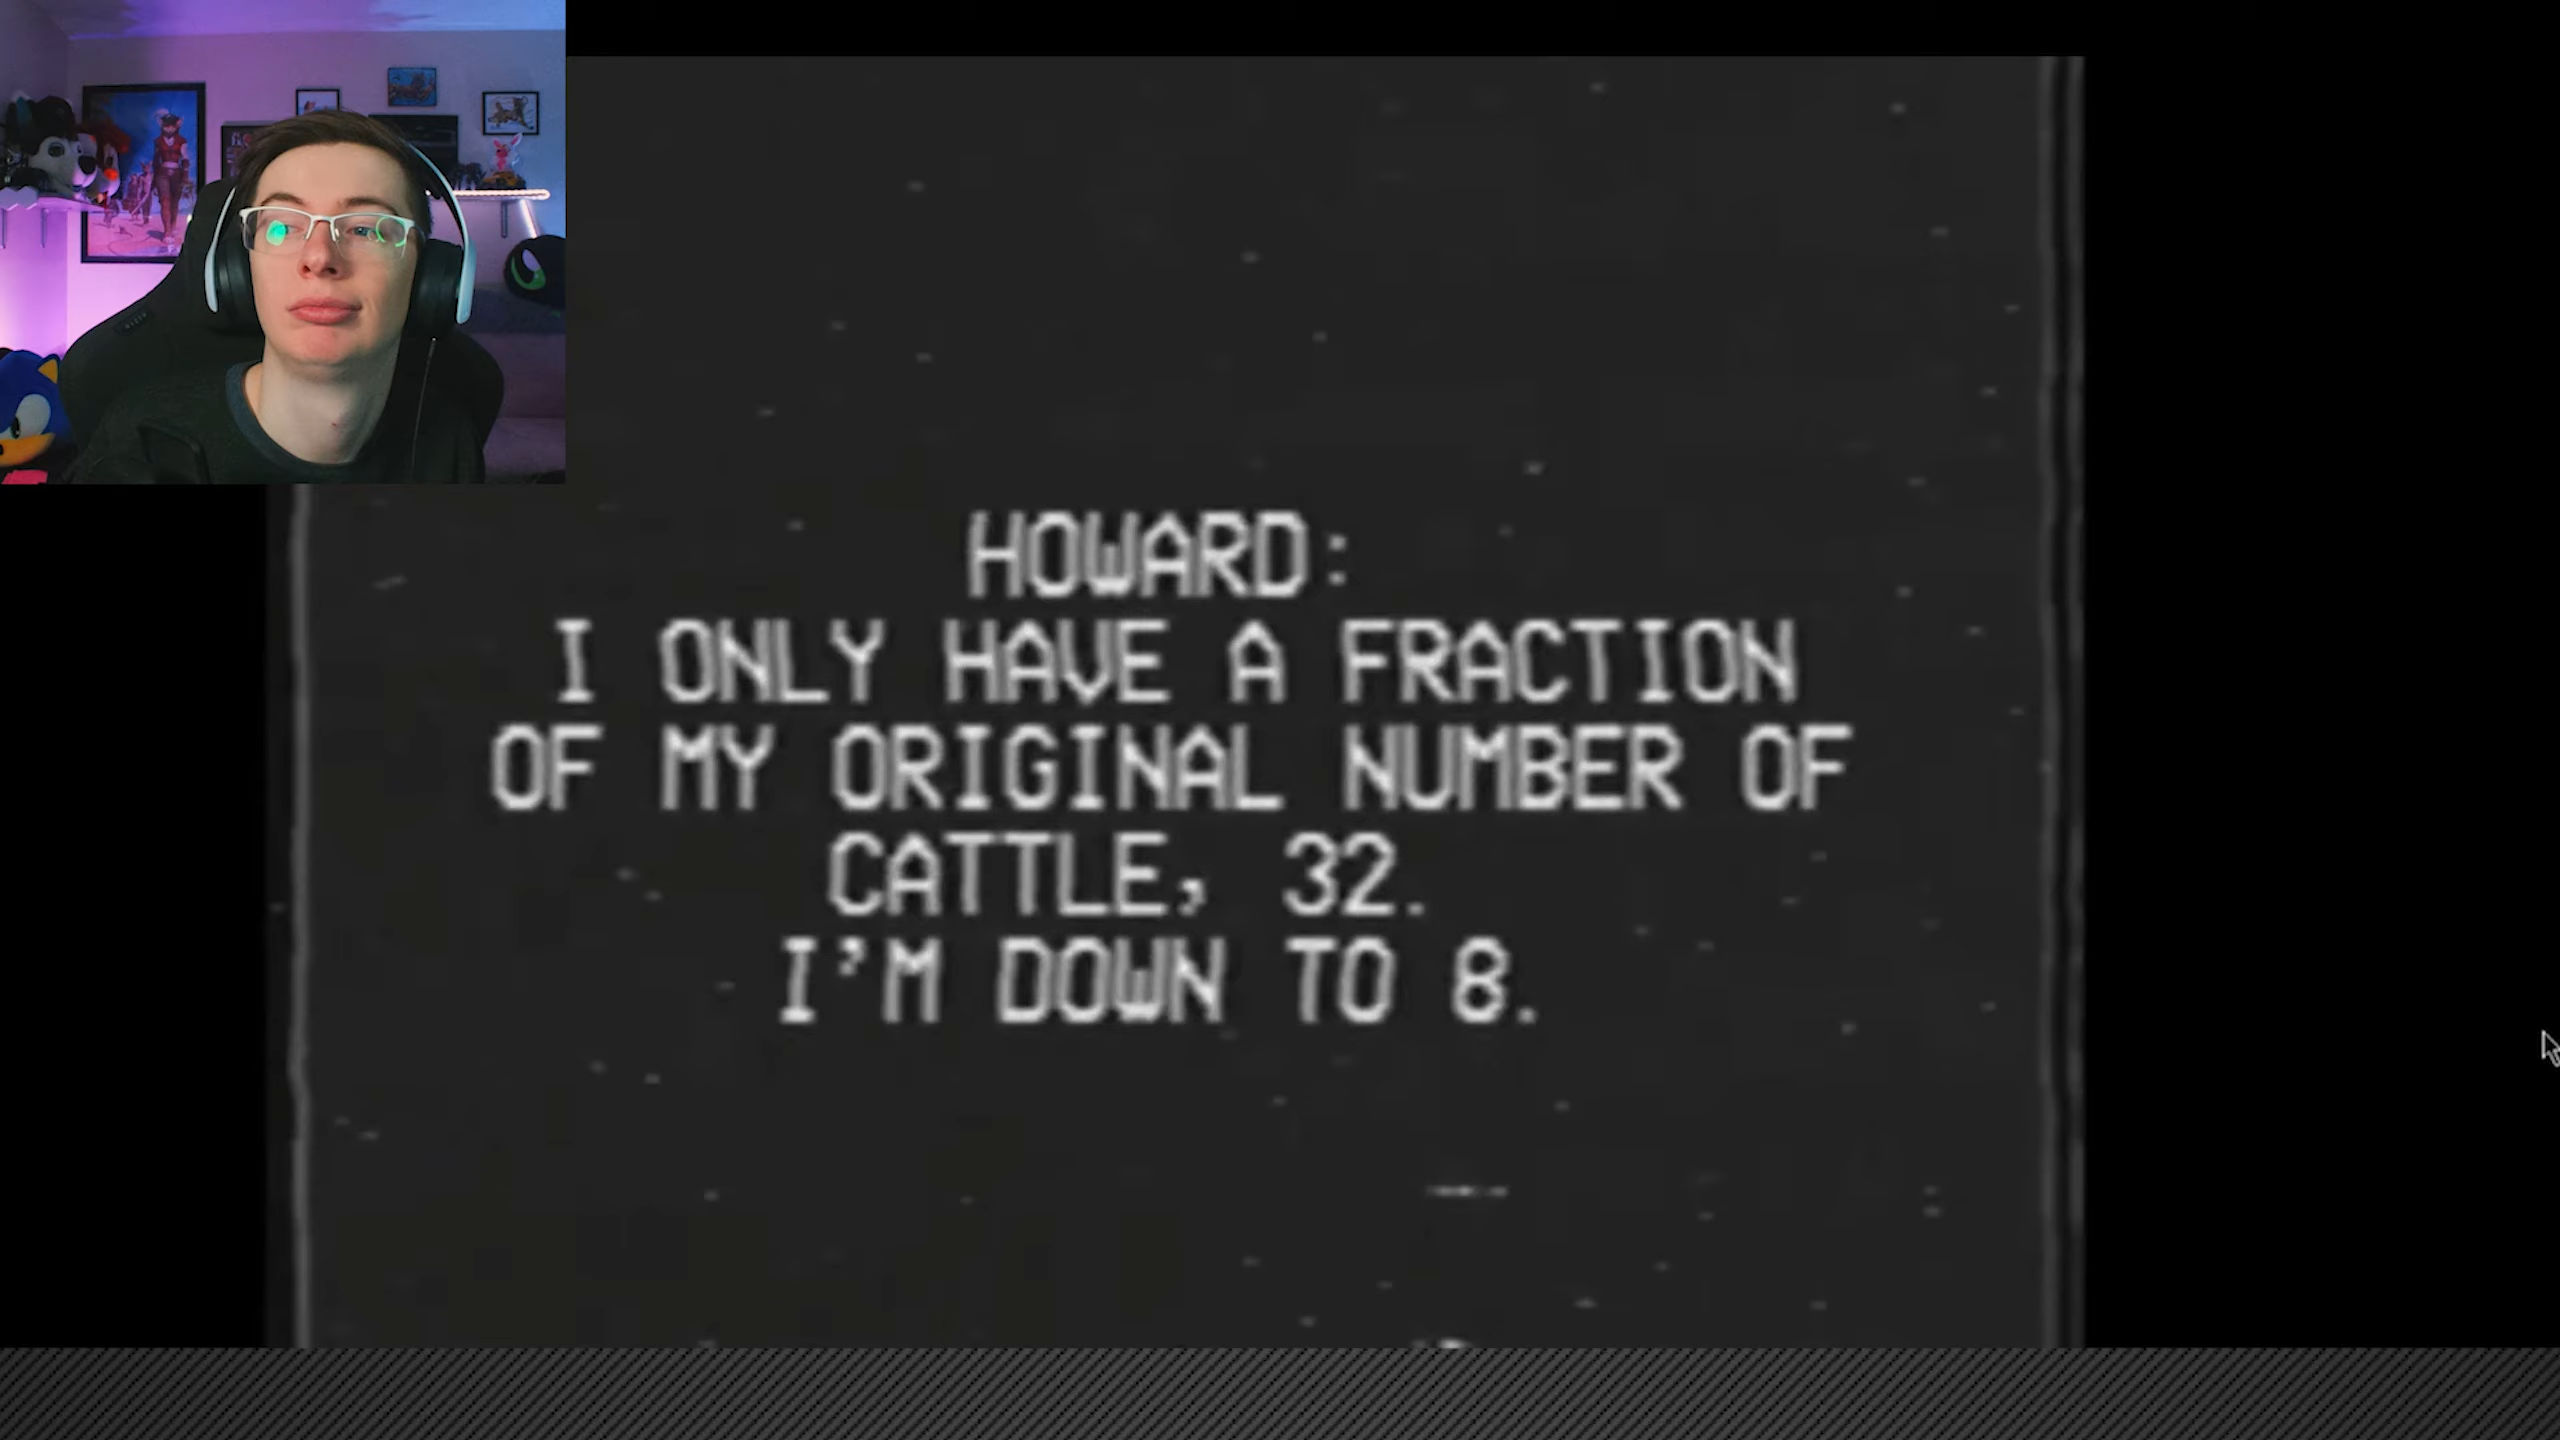 HOWARD:
I ONLY HAVE A FRACTION
OF MY ORIGINAL NUMBER OF
CATTLE, 32.
I'M DOWN TO 8.